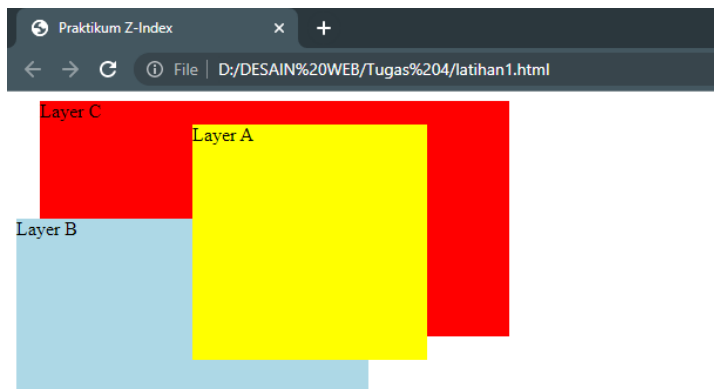 Praktikum Z-Index
File D:/DESAIN%20WEB/Tugas%204/latihan1.html
Layer C
Layer A
Layer B